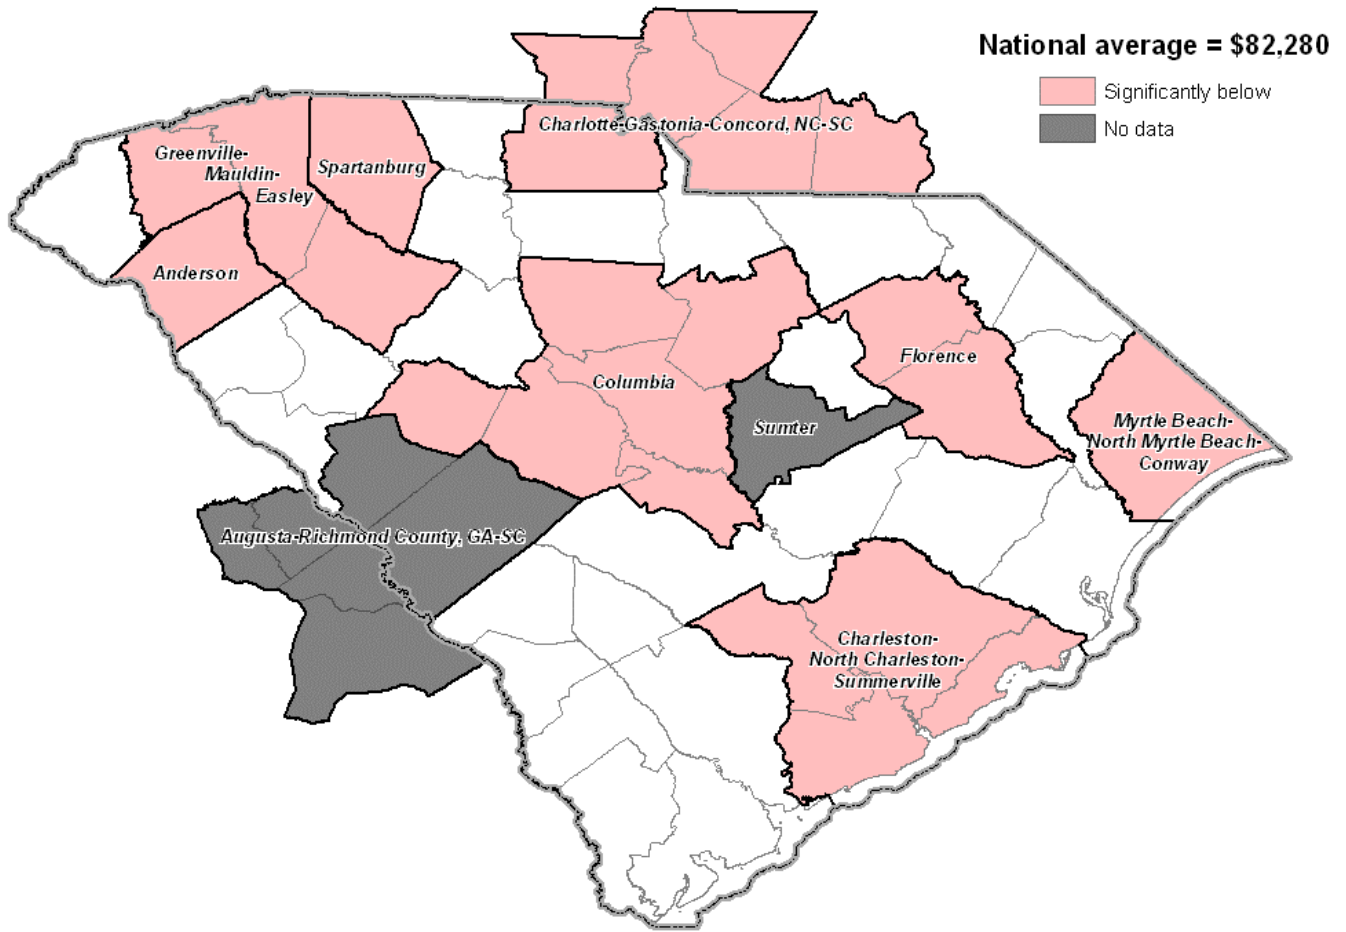 National average = $82,280
Significantly below
No data
Charlotte-Gastonia-Concord, NC-SC
Greenville-
Mauldin-
Easley
Spartanburg
Anderson
Columbia
Florence
Sumter
Myrtle Beach-
North Myrtle Beach-
Conway
Augusta-Richmond County, GA-SC
Charleston-
North Charleston-
Summerville